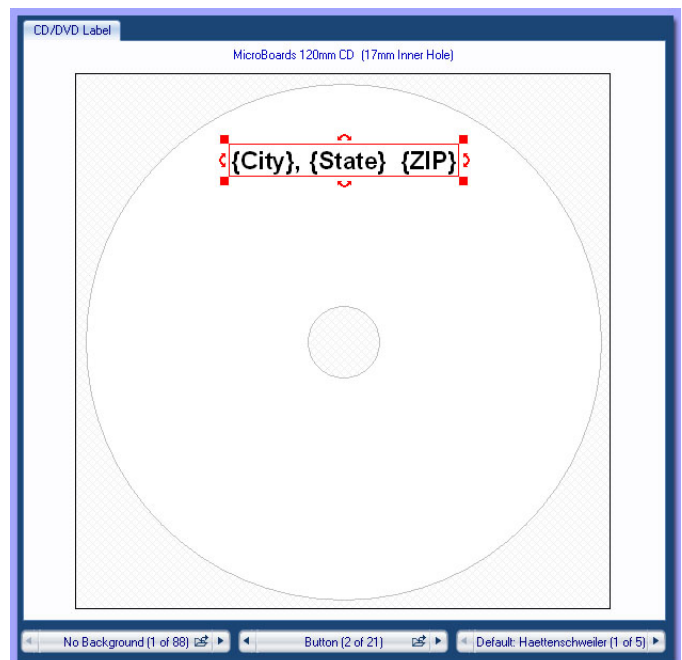 CD/DVD Label
MicroBoards 120mm CD (17mm Inner Hole)
{City}, {State}  {ZIP}
No Background (1 of 88)
Button (2 of 21)
Default: Haettenschweiler (1 of 5)